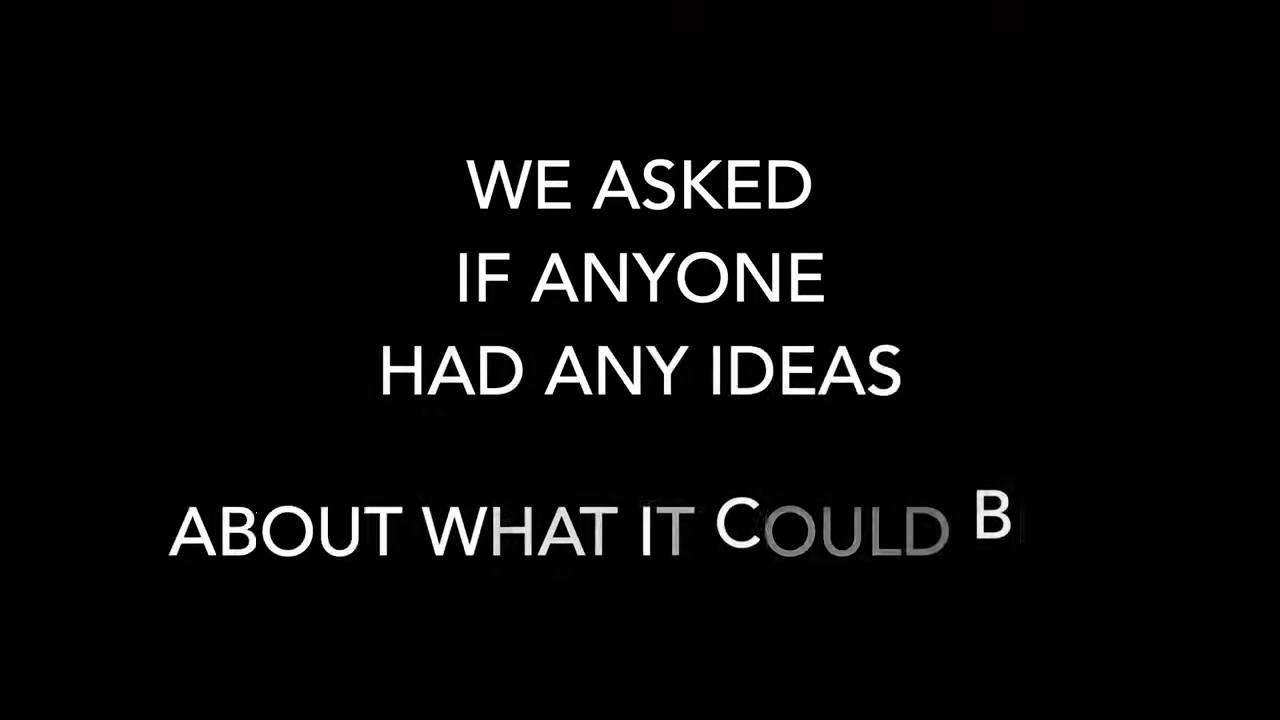 WE ASKED
IF ANYONE
HAD ANY IDEAS
ABOUT WHAT IT COULD B